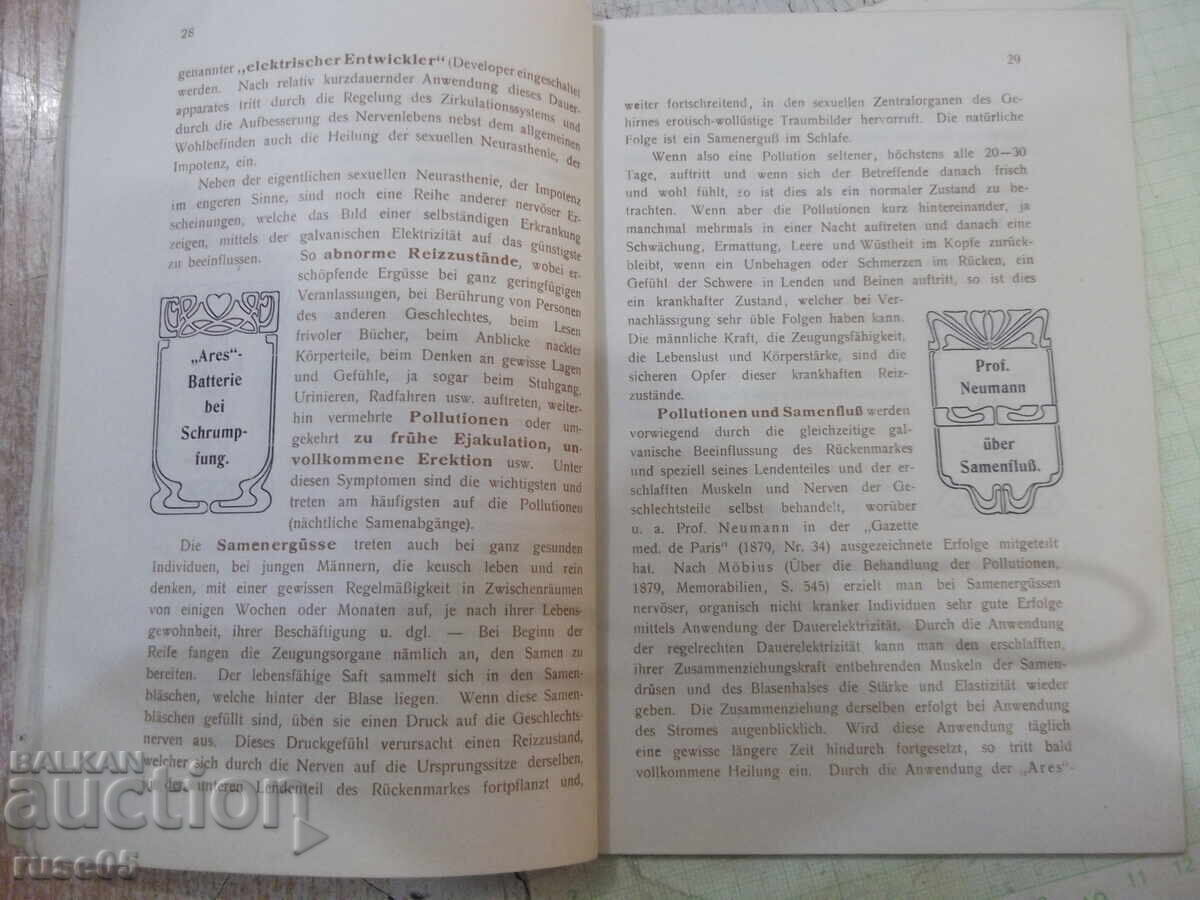 28
genannter „elektrischer Entwickler“ (Developer eingeschaltet
werden. Nach relativ kurzdauernder Anwendung dieses Dauer-
apparates tritt durch die Regelung des Zirkulationssystems und
durch die Aufbesserung des Nervenlebens nebst dem allgemeinen
Wohlbefinden auch die Heilung der sexuellen Neurasthenie, der
Impotenz, ein.
Neben der eigentlichen sexuellen Neurasthenie, der Impotenz
im engeren Sinne, sind noch eine Reihe anderer nervöser Er-
scheinungen, welche das Bild einer selbständigen Erkrankung
zeigen, mittels der galvanischen Elektrizität auf das günstigste
zu beeinflussen. So abnorme Reizzustände, wobei er-
schöpfende Ergüsse bei ganz geringfügigen
Veranlassungen, bei Berührung von Personen
des anderen Geschlechtes, beim Lesen
frivoler Bücher, beim Anblicke nackter
Körperteile, beim Denken an gewisse Lagen
und Gefühle, ja sogar beim Stuhgang,
Urinieren, Radfahren usw. auftreten, weiter-
hin vermehrte Pollutionen oder um-
gekehrt zu frühe Ejakulation, un-
vollkommene Erektion usw. Unter
diesen Symptomen sind die wichtigsten und
treten am häufigsten auf die Pollutionen
(nächtliche Samenabgänge).
„Ares“-
Batterie
bei
Schrump-
fung.
Die Samenergüsse treten auch bei ganz gesunden
Individuen, bei jungen Männern, die keusch leben und rein
denken, mit einer gewissen Regelmäßigkeit in Zwischenräumen
von einigen Wochen oder Monaten auf, je nach ihrer Lebens-
gewohnheit, ihrer Beschäftigung u. dgl. — Bei Beginn der
Reife fangen die Zeugungsorgane nämlich an, den Samen zu
bereiten. Der lebensfähige Saft sammelt sich in den Samen-
bläschen, welche hinter der Blase liegen. Wenn diese Samen-
bläschen gefüllt sind, üben sie einen Druck auf die Geschlechts-
nerven aus. Dieses Druckgefühl verursacht einen Reizzustand,
welcher sich durch die Nerven auf die Ursprungssitze derselben,
zu der unteren Lendenteil des Rückenmarkes fortpflanzt und,
29
weiter fortschreitend, in den sexuellen Zentralorganen des Ge-
hirnes erotisch-wollüstige Traumbilder hervorruft. Die natürliche
Folge ist ein Samenerguß im Schlafe.
Wenn also eine Pollution seltener, höchstens alle 20—30
Tage, auftritt und wenn sich der Betreffende danach frisch
und wohl fühlt, so ist dies als ein normaler Zustand zu be-
trachten. Wenn aber die Pollutionen kurz hintereinander, ja
manchmal mehrmals in einer Nacht auftreten und danach eine
Schwächung, Ermattung, Leere und Wüstheit im Kopfe zurück-
bleibt, wenn ein Unbehagen oder Schmerzen im Rücken, ein
Gefühl der Schwere in Lenden und Beinen auftritt, so ist dies
ein krankhafter Zustand, welcher bei Ver-
nachlässigung sehr üble Folgen haben kann.
Die männliche Kraft, die Zeugungsfähigkeit,
die Lebenslust und Körperstärke, sind die
sicheren Opfer dieser krankhaften Reiz-
zustände.
Prof.
Neumann
über
Samenfluß.
Pollutionen und Samenfluß werden
vorwiegend durch die gleichzeitige gal-
vanische Beeinflussung des Rückenmarkes
und speziell seines Lendenteiles und der er-
schlafften Muskeln und Nerven der Ge-
schlechtsteile selbst behandelt, worüber
u. a. Prof. Neumann in der „Gazette
med. de Paris“ (1879, Nr. 34) ausgezeichnete Erfolge mitgeteilt
hat. Nach Möbius (Über die Behandlung der Pollutionen,
1879, Memorabilien, S. 545) erzielt man bei Samenergüssen
nervöser, organisch nicht kranker Individuen sehr gute Erfolge
mittels Anwendung der Dauerelektrizität. Durch die Anwendung
der regelrechten Dauerelektrizität kann man den erschlafften,
ihrer Zusammenziehungskraft entbehrenden Muskeln der Samen-
drüsen und des Blasenhalses die Stärke und Elastizität wieder
geben. Die Zusammenziehung derselben erfolgt bei Anwendung
des Stromes augenblicklich. Wird diese Anwendung täglich
eine gewisse längere Zeit hindurch fortgesetzt, so tritt bald
vollkommene Heilung ein. Durch die Anwendung der „Ares“-
BALKAN
auction
ruse05
10 11 12